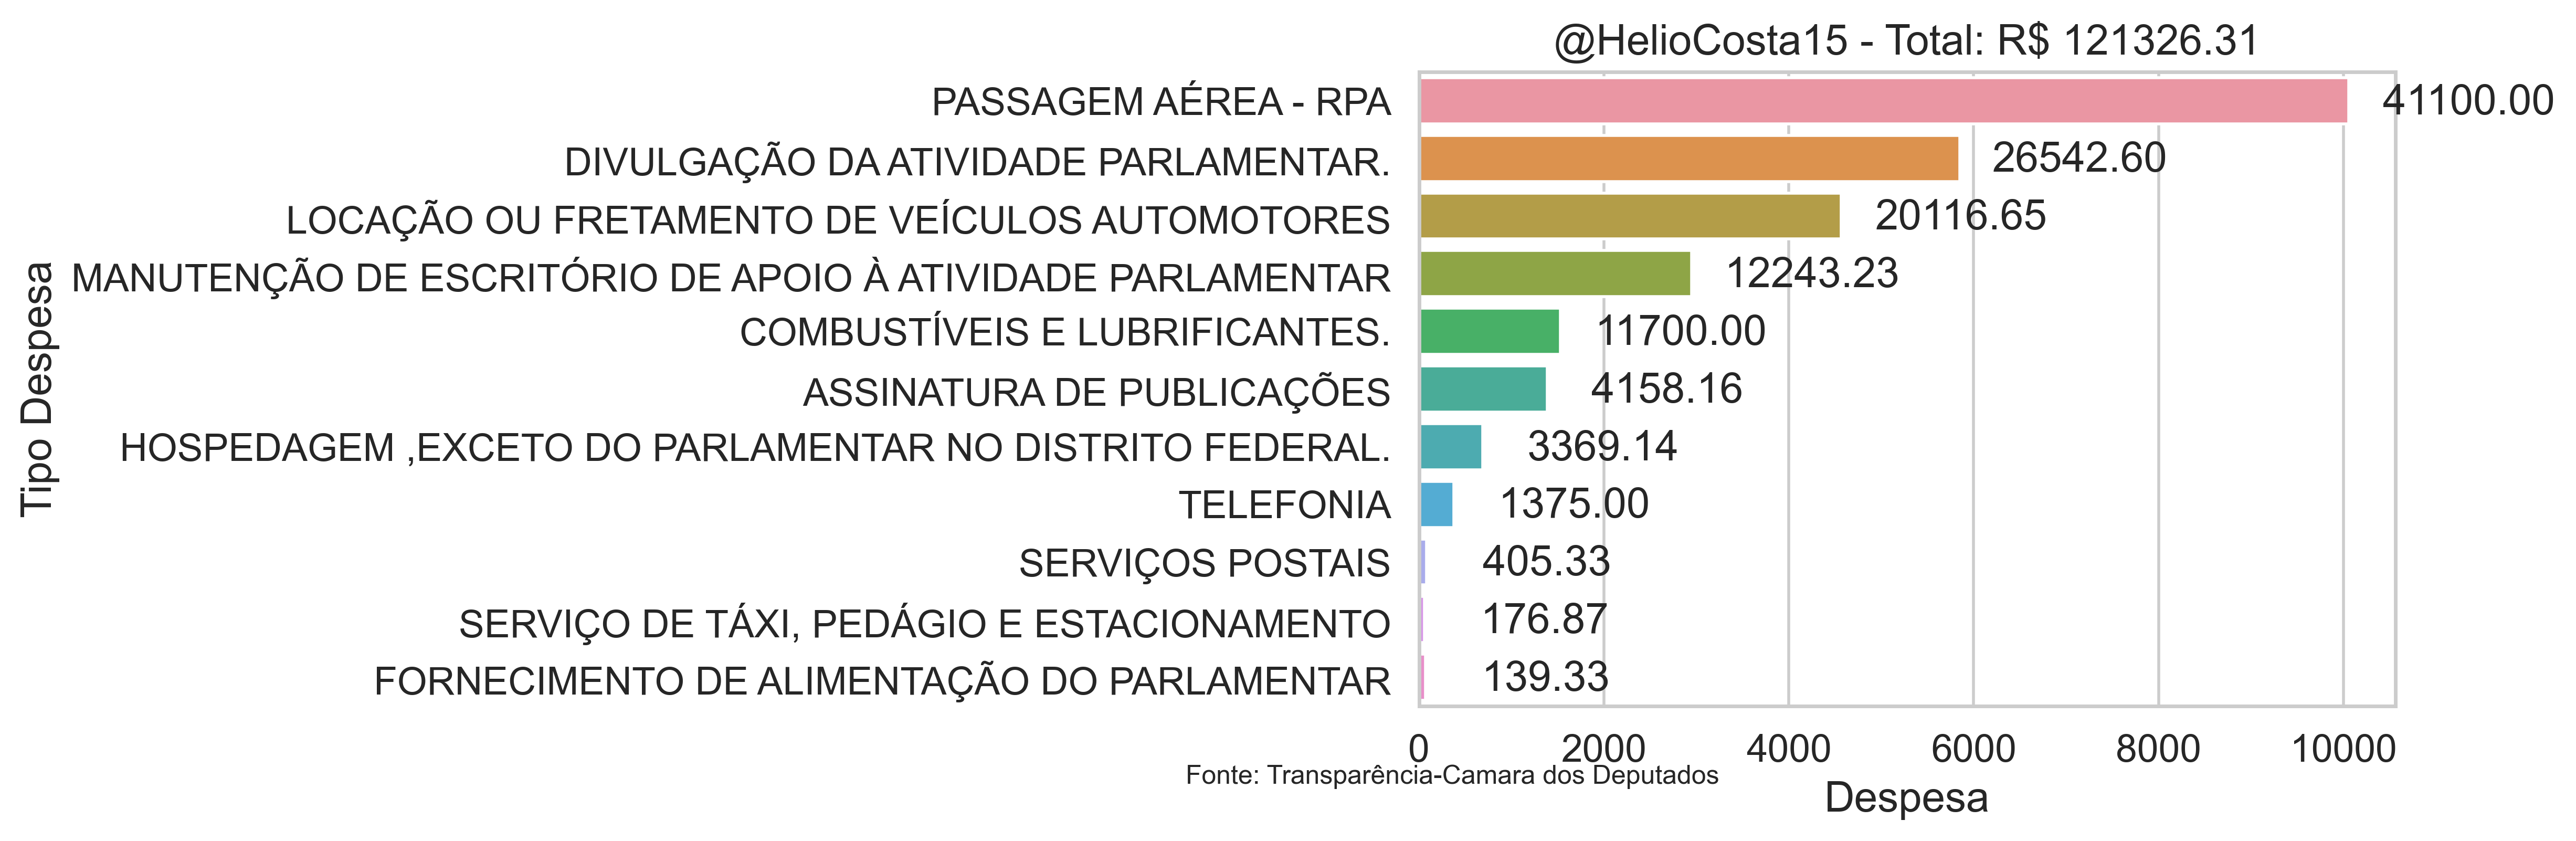 @HelioCosta15 - Total: R$ 121326.31
Tipo Despesa
PASSAGEM AÉREA - RPA 41100.00
DIVULGAÇÃO DA ATIVIDADE PARLAMENTAR. 26542.60
LOCAÇÃO OU FRETAMENTO DE VEÍCULOS AUTOMOTORES 20116.65
MANUTENÇÃO DE ESCRITÓRIO DE APOIO À ATIVIDADE PARLAMENTAR 12243.23
COMBUSTÍVEIS E LUBRIFICANTES. 11700.00
ASSINATURA DE PUBLICAÇÕES 4158.16
HOSPEDAGEM ,EXCETO DO PARLAMENTAR NO DISTRITO FEDERAL. 3369.14
TELEFONIA 1375.00
SERVIÇOS POSTAIS 405.33
SERVIÇO DE TÁXI, PEDÁGIO E ESTACIONAMENTO 176.87
FORNECIMENTO DE ALIMENTAÇÃO DO PARLAMENTAR 139.33
0 2000 4000 6000 8000 10000
Fonte: Transparência-Camara dos Deputados
Despesa